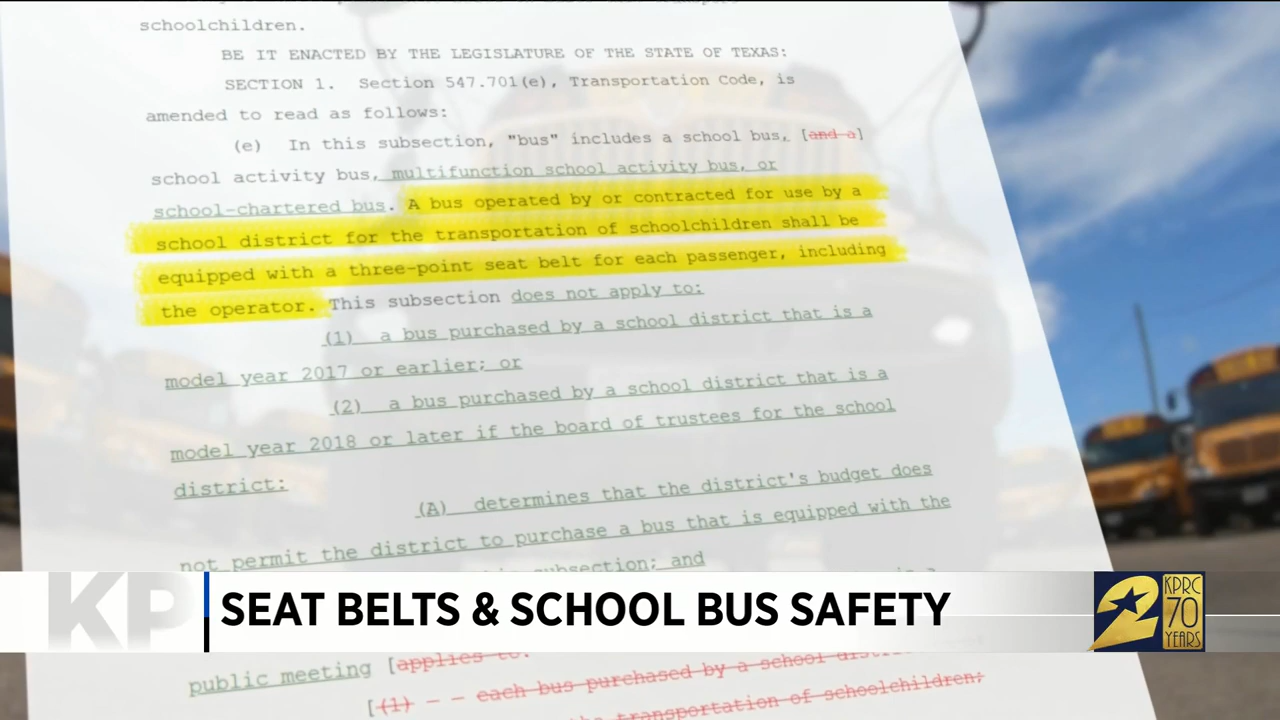 schoolchildren.
BE IT ENACTED BY THE LEGISLATURE OF THE STATE OF TEXAS:
SECTION 1. Section 547.701(e), Transportation Code, is
amended to read as follows:
(e) In this subsection, "bus" includes a school bus, [and a]
school activity bus, multifunction school activity bus, or
school-chartered bus. A bus operated by or contracted for use by a
school district for the transportation of schoolchildren shall be
equipped with a three-point seat belt for each passenger, including
the operator. This subsection does not apply to:
(1) a bus purchased by a school district that is a
model year 2017 or earlier; or
(2) a bus purchased by a school district that is a
model year 2018 or later if the board of trustees for the school
district:
(A) determines that the district's budget does
not permit the district to purchase a bus that is equipped with the
subsection; and
KP
SEAT BELTS & SCHOOL BUS SAFETY
2
KPRC
70
YEARS
public meeting [applies to:
[(1) - - each bus purchased by a school
transportation of schoolchildren;